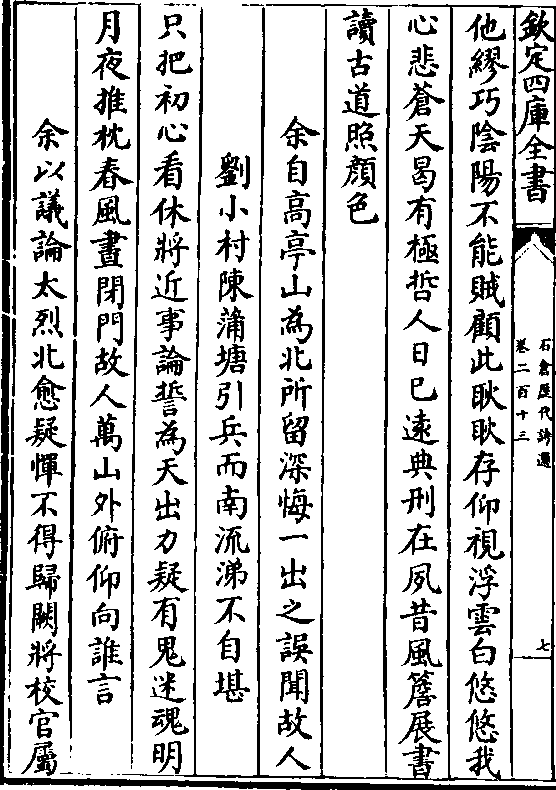 欽定四庫全書
石倉歷代詩選
卷二百十三
七
他繆巧陰陽不能賊顧此耿耿存仰視浮雲白悠悠我
心悲蒼天曷有極哲人日已遠典刑在夙昔風簷展書
讀古道照顏色
余自高亭山為北所留深悔一出之誤聞故人
劉小村陳蒲塘引兵而南流涕不自堪
只把初心看休將近事論誓為天出力疑有鬼迷魂明
月夜推枕春風晝閉門故人萬山外俯仰向誰言
余以議論太烈北愈疑憚不得歸闕將校官屬